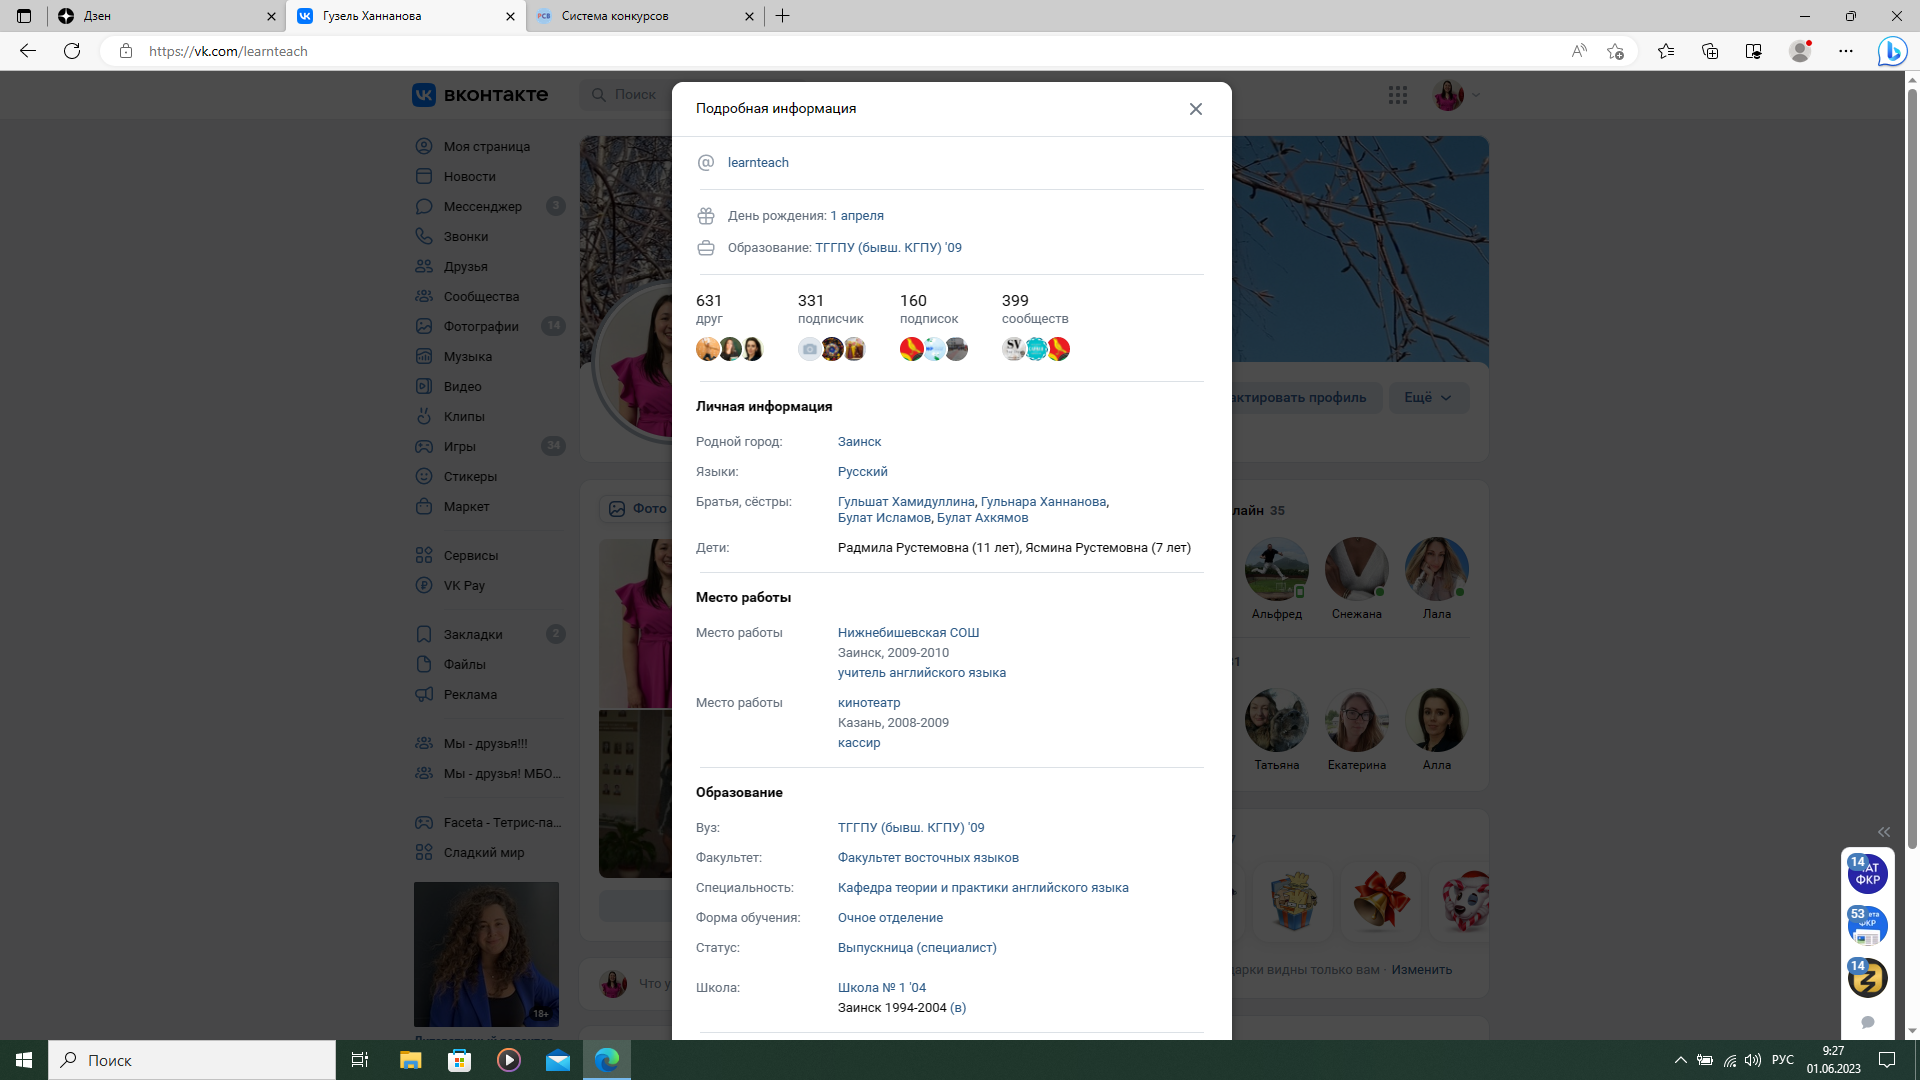 Дзен
Гузель Ханнанова
Система конкурсов
https://vk.com/learnteach
вконтакте
Поиск
Моя страница
Новости
Мессенджер 3
Звонки
Друзья
Сообщества
Фотографии 14
Музыка
Видео
Клипы
Игры 34
Стикеры
Маркет
Сервисы
VK Pay
Закладки 2
Файлы
Реклама
Мы - друзья!!!
Мы - друзья! МБО...
Faceta - Тетрис-па...
Сладкий мир
18+
Подробная информация
learnteach
День рождения: 1 апреля
Образование: ТГГПУ (бывш. КГПУ) '09
631 331 160 399
друг подписчик подписок сообществ
SV
Личная информация
Родной город: Заинск
Языки: Русский
Братья, сёстры: Гульшат Хамидуллина, Гульнара Ханнанова,
Булат Исламов, Булат Ахкямов
Дети: Радмила Рустемовна (11 лет), Ясмина Рустемовна (7 лет)
Место работы
Место работы Нижнебишевская СОШ
Заинск, 2009-2010
учитель английского языка
Место работы кинотеатр
Казань, 2008-2009
кассир
Образование
Вуз: ТГГПУ (бывш. КГПУ) '09
Факультет: Факультет восточных языков
Специальность: Кафедра теории и практики английского языка
Форма обучения: Очное отделение
Статус: Выпускница (специалист)
Школа: Школа № 1 '04
Заинск 1994-2004 (в)
Фото
Что у
актировать профиль
Ещё
лайн 35
Альфред Снежана Лала
Татьяна Екатерина Алла
дарки видны только вам · Изменить
14
ФКР
53
ФКР
14
Поиск
РУС
9:27
01.06.2023